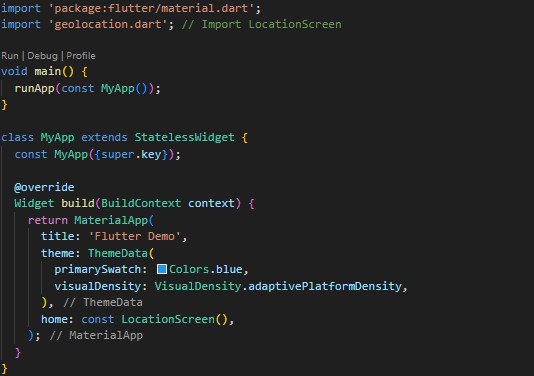 import 'package:flutter/material.dart';
import 'geolocation.dart'; // Import LocationScreen
Run | Debug | Profile
void main() {
  runApp(const MyApp());
}
class MyApp extends StatelessWidget {
  const MyApp({super.key});
  @override
  Widget build(BuildContext context) {
    return MaterialApp(
      title: 'Flutter Demo',
      theme: ThemeData(
        primarySwatch: Colors.blue,
        visualDensity: VisualDensity.adaptivePlatformDensity,
      ), // ThemeData
      home: const LocationScreen(),
    ); // MaterialApp
  }
}